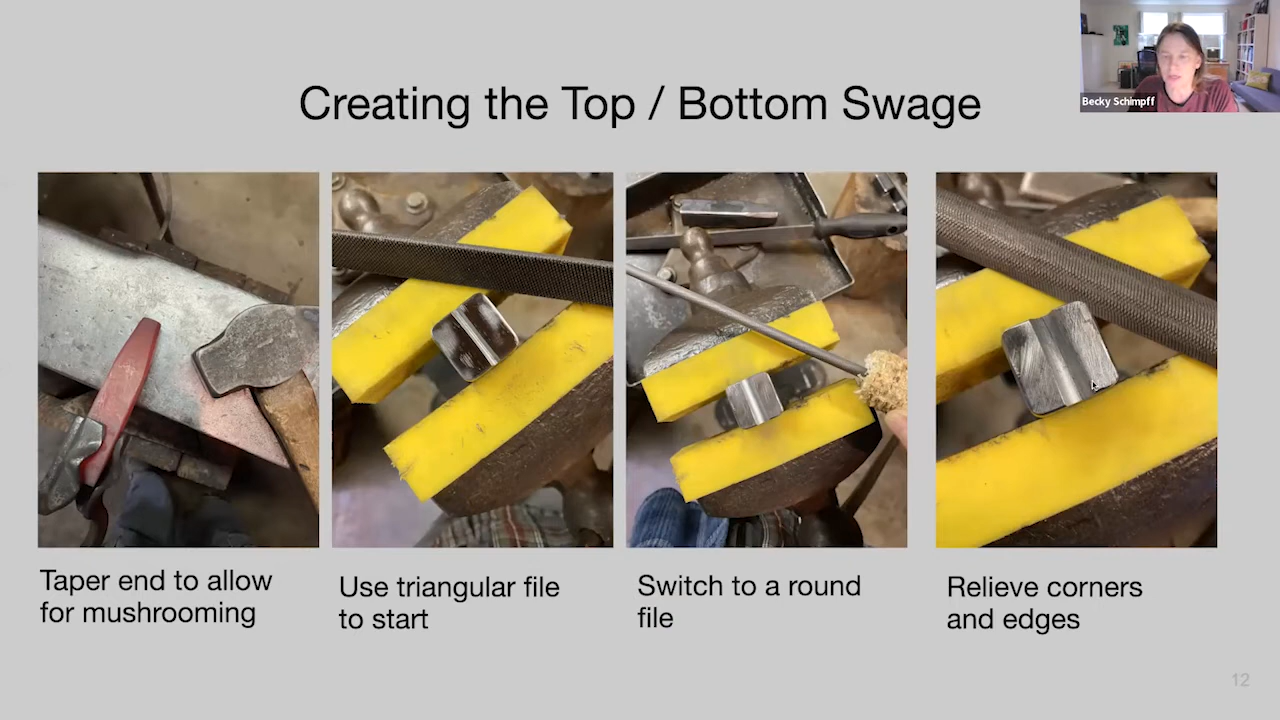 Becky Schimpff
Creating the Top / Bottom Swage
Taper end to allow
for mushrooming
Use triangular file
to start
Switch to a round
file
Relieve corners
and edges
12